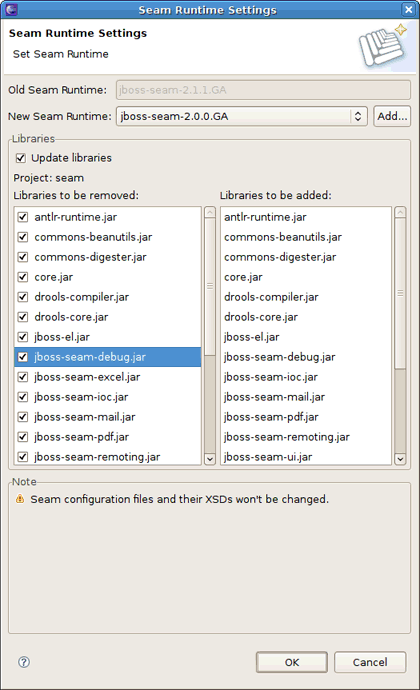 Seam Runtime Settings
Seam Runtime Settings
Set Seam Runtime
Old Seam Runtime: jboss-seam-2.1.1.GA
New Seam Runtime: jboss-seam-2.0.0.GA Add...
Libraries
Update libraries
Project: seam
Libraries to be removed: Libraries to be added:
antlr-runtime.jar antlr-runtime.jar
commons-beanutils.jar commons-beanutils.jar
commons-digester.jar commons-digester.jar
core.jar core.jar
drools-compiler.jar drools-compiler.jar
drools-core.jar drools-core.jar
jboss-el.jar jboss-el.jar
jboss-seam-debug.jar jboss-seam-debug.jar
jboss-seam-excel.jar jboss-seam-ioc.jar
jboss-seam-ioc.jar jboss-seam-mail.jar
jboss-seam-mail.jar jboss-seam-pdf.jar
jboss-seam-pdf.jar jboss-seam-remoting.jar
jboss-seam-remoting.jar jboss-seam-ui.jar
Note
Seam configuration files and their XSDs won't be changed.
? OK Cancel